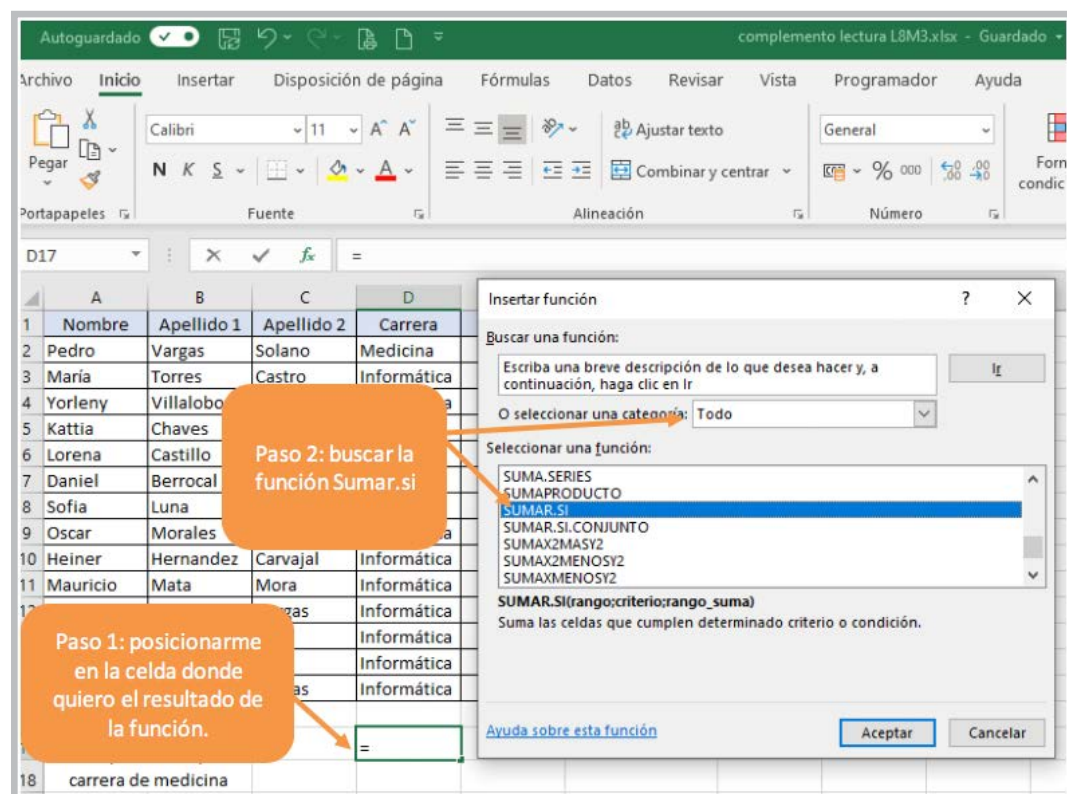 Autoguardado
complemento lectura L8M3.xlsx - Guardado
Archivo Inicio Insertar Disposición de página Fórmulas Datos Revisar Vista Programador Ayuda
Calibri 11 A^ A˅ Ajustar texto General
Pegar N K S A Combinar y centrar % 000
Portapapeles Fuente Alineación Número
D17 fx =
A B C D
1 Nombre Apellido 1 Apellido 2 Carrera
2 Pedro Vargas Solano Medicina
3 María Torres Castro Informática
4 Yorleny
5 Kattia Chaves
6 Lorena Castillo
7 Daniel Berrocal
8 Sofia Luna
9 Oscar Morales
10 Heiner Hernandez Carvajal Informática
11 Mauricio Mata Mora Informática
Informática
Informática
Informática
Informática
=
18 carrera de medicina
Paso 2: buscar la
función Sumar.si
Paso 1: posicionarme
en la celda donde
quiero el resultado de
la función.
Insertar función ? X
Buscar una función:
Escriba una breve descripción de lo que desea hacer y, a
continuación, haga clic en Ir
Ir
O seleccionar una categoría: Todo
Seleccionar una función:
SUMA.SERIES
SUMAPRODUCTO
SUMAR.SI
SUMAR.SI.CONJUNTO
SUMAX2MASY2
SUMAX2MENOSY2
SUMAXMENOSY2
SUMAR.SI(rango;criterio;rango_suma)
Suma las celdas que cumplen determinado criterio o condición.
Ayuda sobre esta función
Aceptar Cancelar